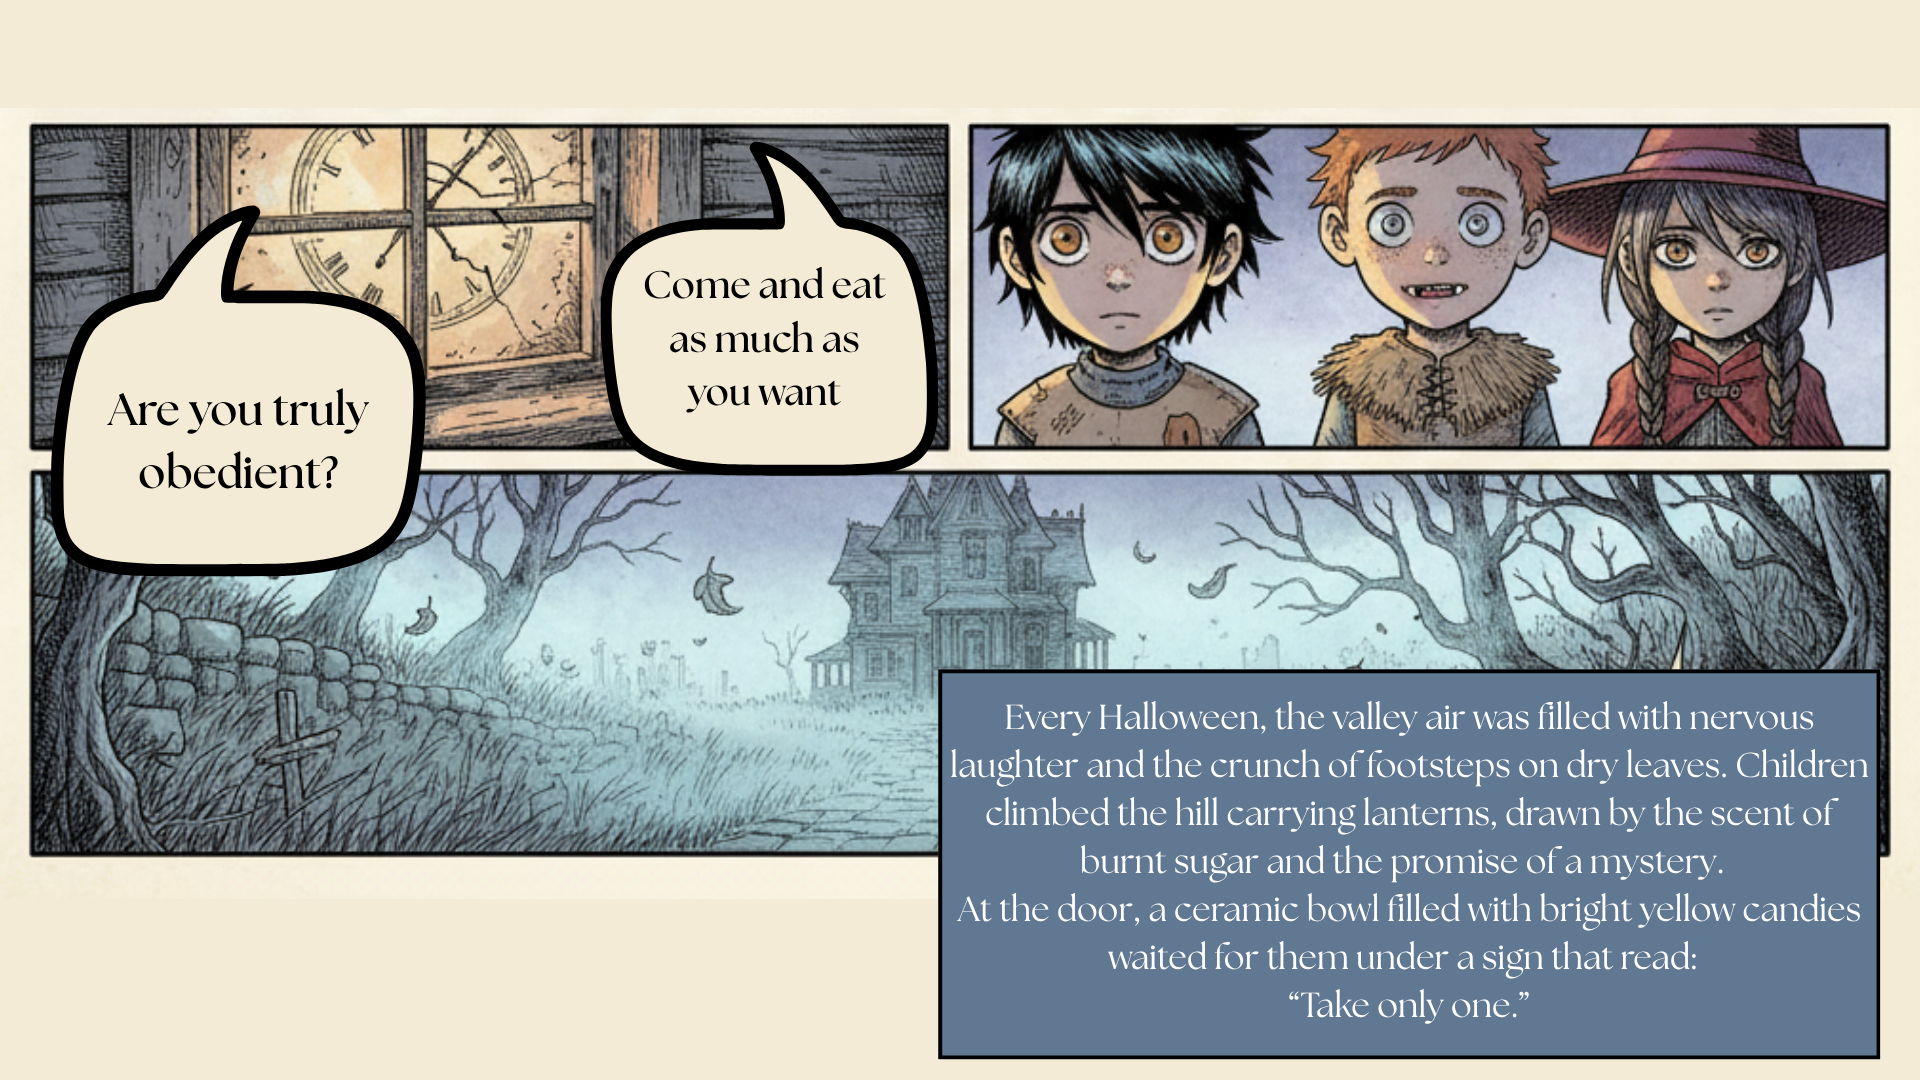 Are you truly
obedient?
Come and eat
as much as
you want
Every Halloween, the valley air was filled with nervous
laughter and the crunch of footsteps on dry leaves. Children
climbed the hill carrying lanterns, drawn by the scent of
burnt sugar and the promise of a mystery.
At the door, a ceramic bowl filled with bright yellow candies
waited for them under a sign that read:
“Take only one.”